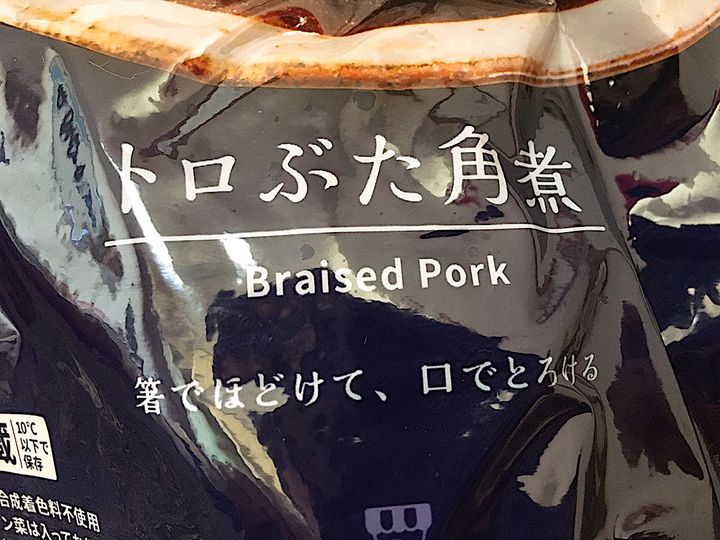 トロぶた角煮
Braised Pork
箸でほどけて、口でとろける
10℃
以下で
保存
合成着色料不使用